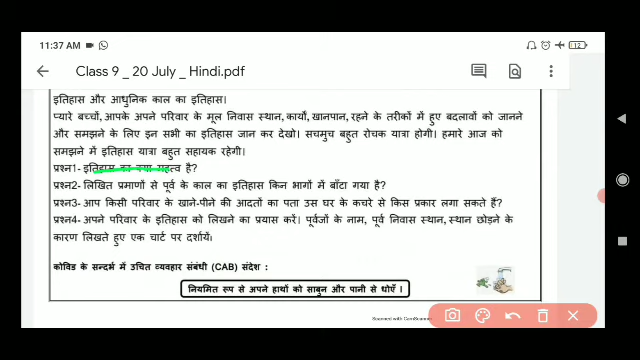 11:37 AM
12
Class 9 _ 20 July _ Hindi.pdf
इतिहास और आधुनिक काल का इतिहास।
प्यारे बच्चों, आपके अपने परिवार के मूल निवास स्थान, कार्यों, खानपान, रहने के तरीकों में हुए बदलावों को जानने
और समझने के लिए इन सभी का इतिहास जान कर देखो। सचमुच बहुत रोचक यात्रा होगी। हमारे आज को
समझने में इतिहास यात्रा बहुत सहायक रहेगी।
प्रश्न1- इतिहास का क्या महत्व है?
प्रश्न2- लिखित प्रमाणों से पूर्व के काल का इतिहास किन भागों में बाँटा गया है?
प्रश्न3- आप किसी परिवार के खाने-पीने की आदतों का पता उस घर के कचरे से किस प्रकार लगा सकते हैं?
प्रश्न4- अपने परिवार के इतिहास को लिखने का प्रयास करें। पूर्वजों के नाम, पूर्व निवास स्थान, स्थान छोड़ने के
कारण लिखते हुए एक चार्ट पर दर्शायें।
कोविड के सन्दर्भ में उचित व्यवहार संबंधी (CAB) संदेश :
नियमित रूप से अपने हाथों को साबुन और पानी से धोएँ ।
Scanned with CamScanner